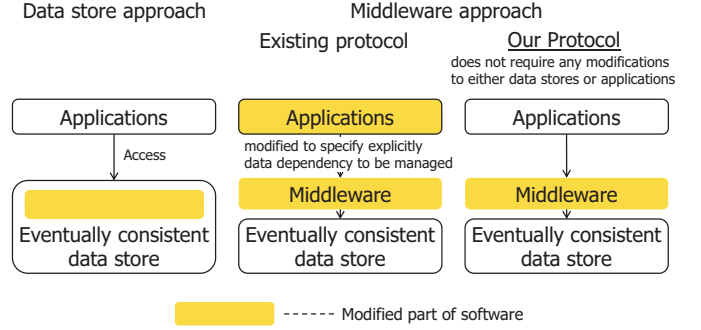 Data store approach
Middleware approach
Existing protocol
Our Protocol
does not require any modifications
to either data stores or applications
Applications
Access
Eventually consistent
data store
Applications
modified to specify explicitly
data dependency to be managed
Middleware
Eventually consistent
data store
Applications
Middleware
Eventually consistent
data store
Modified part of software